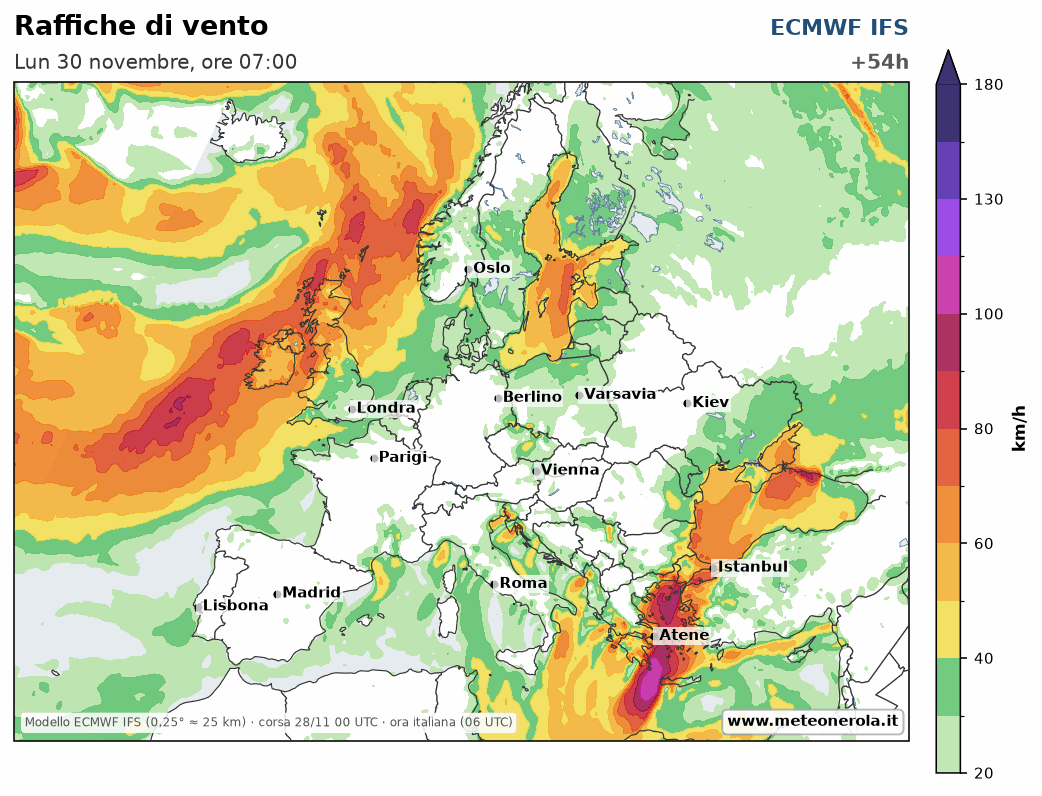 Raffiche di vento
ECMWF IFS
Lun 30 novembre, ore 07:00
+54h
180
130
100
80
60
40
20
km/h
Oslo
Berlino
Varsavia
Kiev
Londra
Parigi
Vienna
Istanbul
Roma
Madrid
Lisbona
Atene
Modello ECMWF IFS (0,25° ≈ 25 km) · corsa 28/11 00 UTC · ora italiana (06 UTC)
www.meteonerola.it